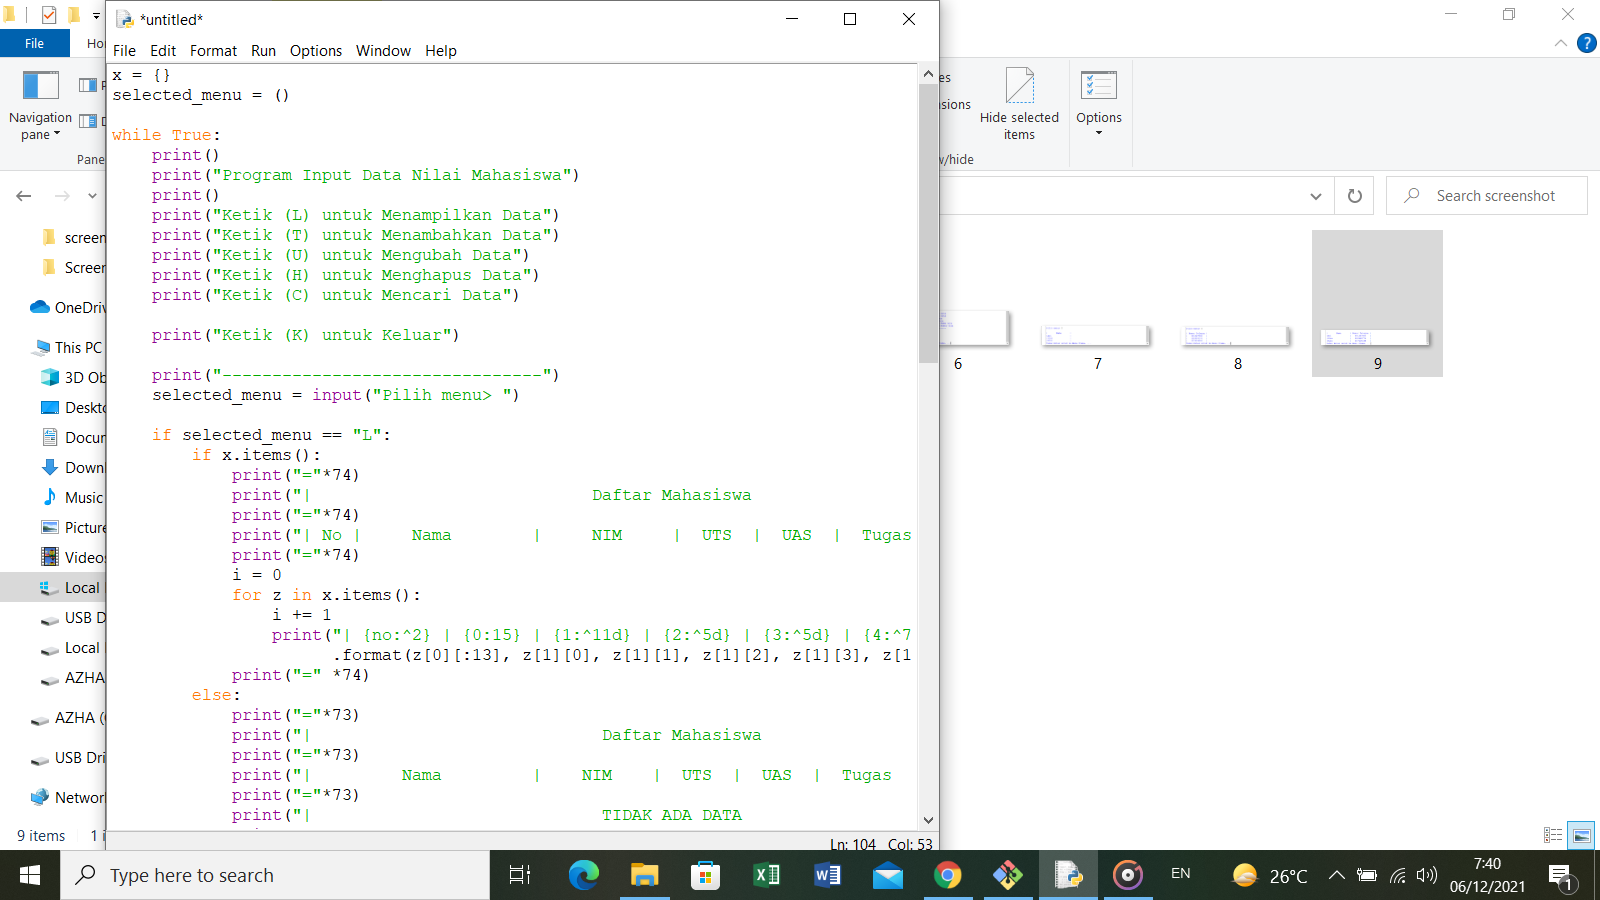 *untitled*
File Edit Format Run Options Window Help
x = {}
selected_menu = ()
while True:
print()
print("Program Input Data Nilai Mahasiswa")
print()
print("Ketik (L) untuk Menampilkan Data")
print("Ketik (T) untuk Menambahkan Data")
print("Ketik (U) untuk Mengubah Data")
print("Ketik (H) untuk Menghapus Data")
print("Ketik (C) untuk Mencari Data")
print("Ketik (K) untuk Keluar")
print("--------------------------------")
selected_menu = input("Pilih menu> ")
if selected_menu == "L":
if x.items():
print("="*74)
print("| Daftar Mahasiswa
print("="*74)
print("| No | Nama | NIM | UTS | UAS | Tugas
print("="*74)
i = 0
for z in x.items():
i += 1
print("| {no:^2} | {0:15} | {1:^11d} | {2:^5d} | {3:^5d} | {4:^7
.format(z[0][:13], z[1][0], z[1][1], z[1][2], z[1][3], z[1
print("=" *74)
else:
print("="*73)
print("| Daftar Mahasiswa
print("="*73)
print("| Nama | NIM | UTS | UAS | Tugas
print("="*73)
print("| TIDAK ADA DATA
Ln: 104 Col: 53
File Ho
Navigation pane
Pane
screen
Screer
OneDriv
This PC
3D Ob
Deskto
Docum
Down
Music
Picture
Videos
Local
USB D
Local
AZHA
AZHA (
USB Dri
Networ
9 items 1
es
sions
Hide selected items
Options
w/hide
Search screenshot
6 7 8 9
Type here to search
EN
26°C
7:40
06/12/2021
1